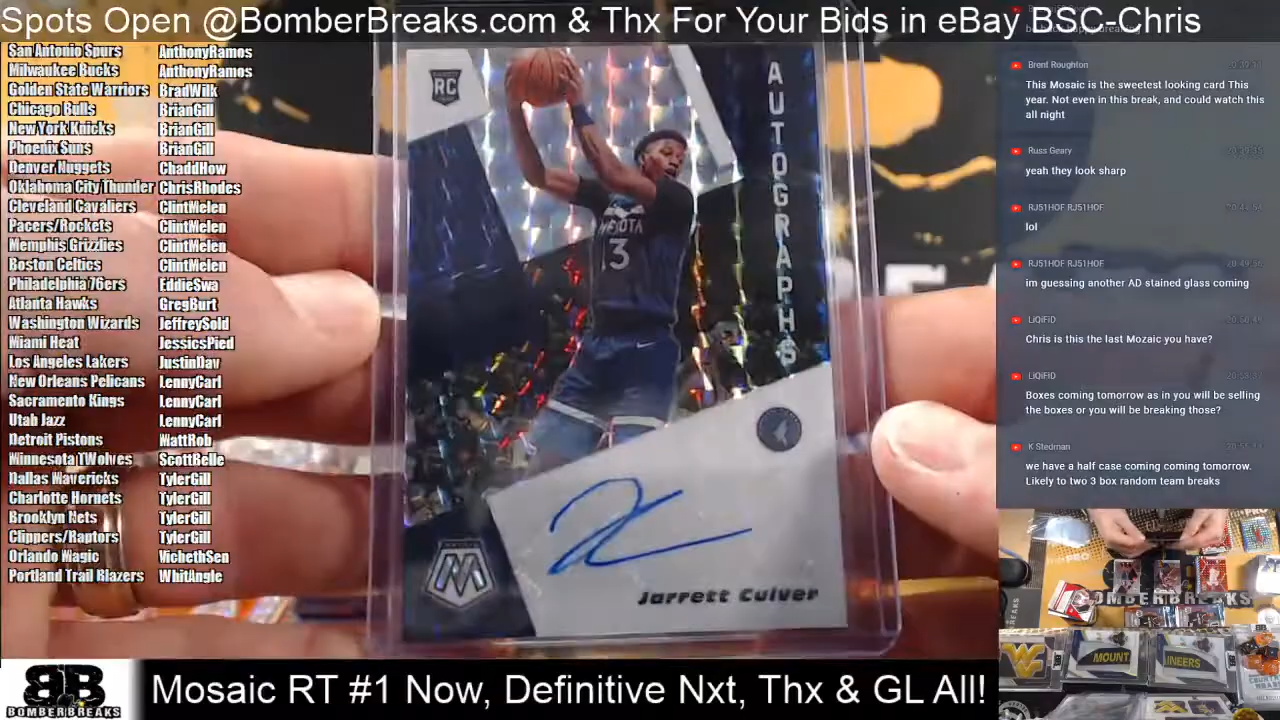 Spots Open @BomberBreaks.com & Thx For Your Bids in eBay BSC-Chris
San Antonio Spurs AnthonyRamos
Milwaukee Bucks AnthonyRamos
Golden State Warriors BradWilk
Chicago Bulls BrianGill
New York Knicks BrianGill
Phoenix Suns BrianGill
Denver Nuggets ChaddHow
Oklahoma City Thunder ChrisRhodes
Cleveland Cavaliers ClintMelen
Pacers/Rockets ClintMelen
Memphis Grizzlies ClintMelen
Boston Celtics ClintMelen
Philadelphia 76ers EddieSwa
Atlanta Hawks GregBurt
Washington Wizards JeffreySold
Miami Heat JessicsPied
Los Angeles Lakers JustinDav
New Orleans Pelicans LennyCarl
Sacramento Kings LennyCarl
Utah Jazz LennyCarl
Detroit Pistons MattRob
Minnesota TWolves ScottBelle
Dallas Mavericks TylerGill
Charlotte Hornets TylerGill
Brooklyn Nets TylerGill
Clippers/Raptors TylerGill
Orlando Magic VichethSen
Portland Trail Blazers WhitAngle
RC
AUTOGRAPHS
3
M
Jarrett Culver
Brent Roughton
This Mosaic is the sweetest looking card This
year. Not even in this break, and could watch this
all night
Russ Geary
yeah they look sharp
RJ51HOF RJ51HOF
lol
RJ51HOF RJ51HOF
im guessing another AD stained glass coming
LiQiFiD
Chris is this the last Mozaic you have?
LiQiFiD
Boxes coming tomorrow as in you will be selling
the boxes or you will be breaking those?
K Stedman
we have a half case coming coming tomorrow.
Likely to two 3 box random team breaks
BOMBERBREAKS
MOUNT
AINEERS
BB
BOMBERBREAKS
Mosaic RT #1 Now, Definitive Nxt, Thx & GL All!